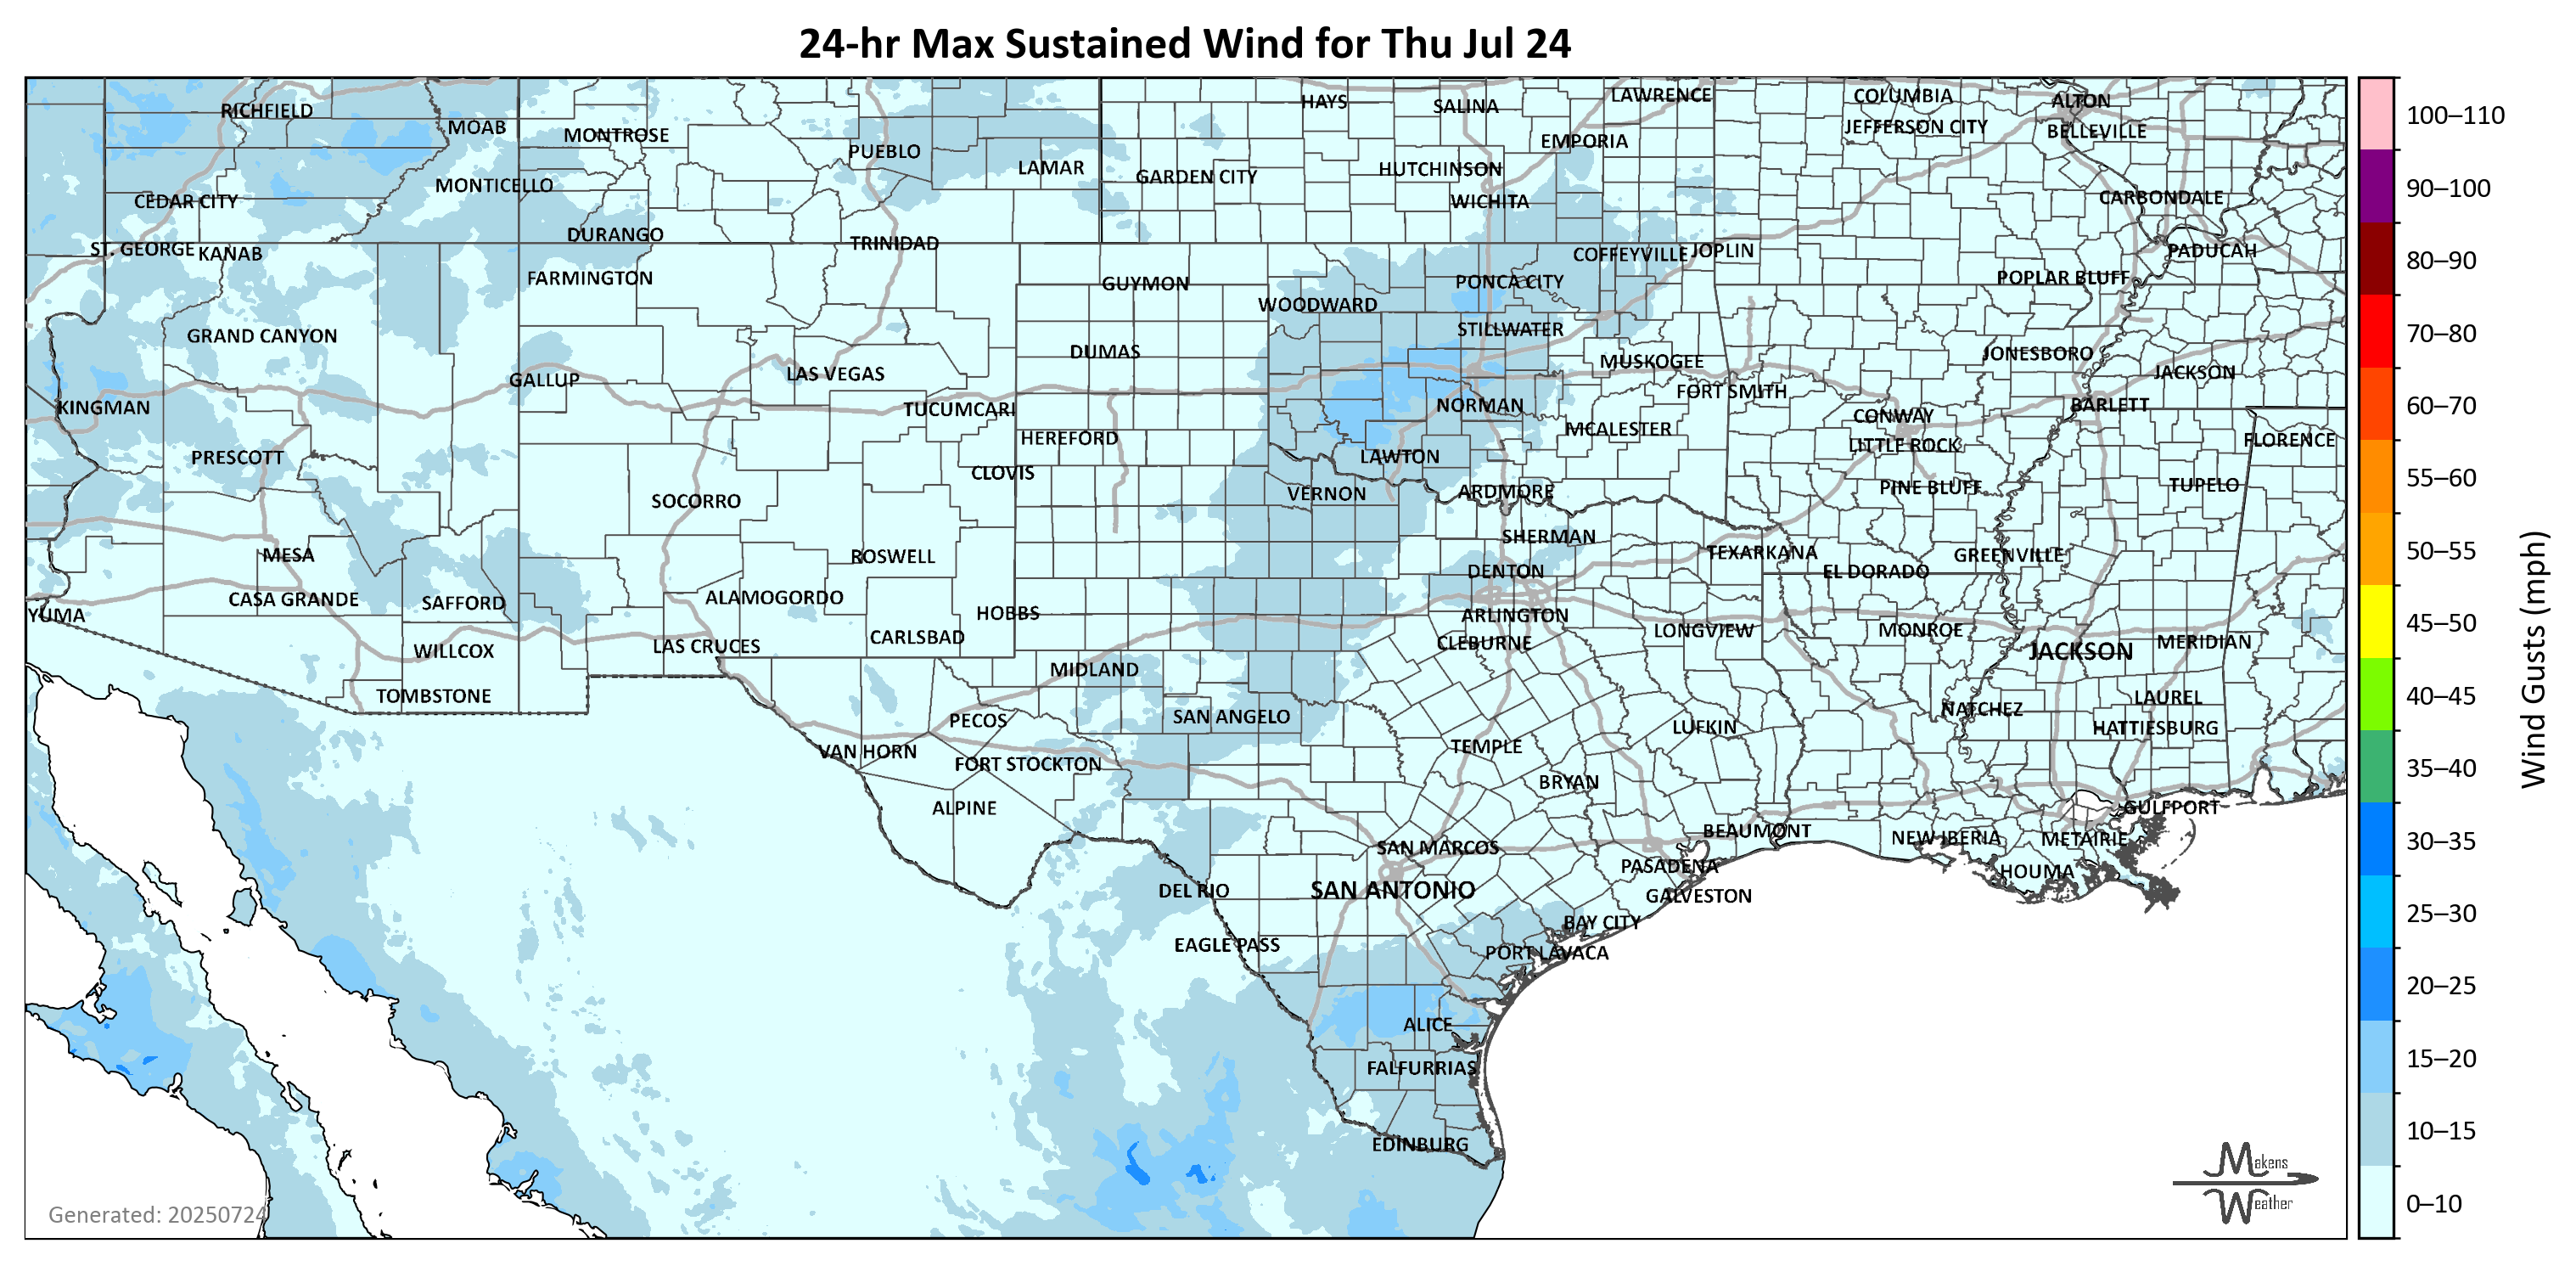 24-hr Max Sustained Wind for Thu Jul 24
RICHFIELD
MOAB
MONTROSE
PUEBLO
LAMAR
HAYS
SALINA
LAWRENCE
COLUMBIA
ALTON
EMPORIA
JEFFERSON CITY
BELLEVILLE
CEDAR CITY
MONTICELLO
GARDEN CITY
HUTCHINSON
WICHITA
CARBONDALE
ST. GEORGE
KANAB
DURANGO
TRINIDAD
COFFEYVILLE
JOPLIN
PADUCAH
FARMINGTON
GUYMON
WOODWARD
PONCA CITY
POPLAR BLUFF
GRAND CANYON
STILLWATER
DUMAS
MUSKOGEE
JONESBORO
GALLUP
LAS VEGAS
FORT SMITH
JACKSON
KINGMAN
TUCUMCARI
NORMAN
CONWAY
BARLETT
HEREFORD
MCALESTER
LITTLE ROCK
FLORENCE
PRESCOTT
CLOVIS
LAWTON
SOCORRO
VERNON
ARDMORE
PINE BLUFF
TUPELO
MESA
ROSWELL
SHERMAN
TEXARKANA
GREENVILLE
DENTON
EL DORADO
YUMA
CASA GRANDE
SAFFORD
ALAMOGORDO
HOBBS
ARLINGTON
WILLCOX
LAS CRUCES
CARLSBAD
CLEBURNE
LONGVIEW
MONROE
JACKSON
MERIDIAN
TOMBSTONE
MIDLAND
PECOS
SAN ANGELO
LUFKIN
NATCHEZ
LAUREL
HATTIESBURG
VAN HORN
FORT STOCKTON
TEMPLE
BRYAN
ALPINE
BEAUMONT
NEW IBERIA
METAIRIE
GULFPORT
SAN MARCOS
PASADENA
HOUMA
DEL RIO
SAN ANTONIO
GALVESTON
EAGLE PASS
BAY CITY
PORT LAVACA
ALICE
FALFURRIAS
EDINBURG
Generated: 20250724
Makens
Weather
100–110
90–100
80–90
70–80
60–70
55–60
50–55
45–50
40–45
35–40
30–35
25–30
20–25
15–20
10–15
0–10
Wind Gusts (mph)